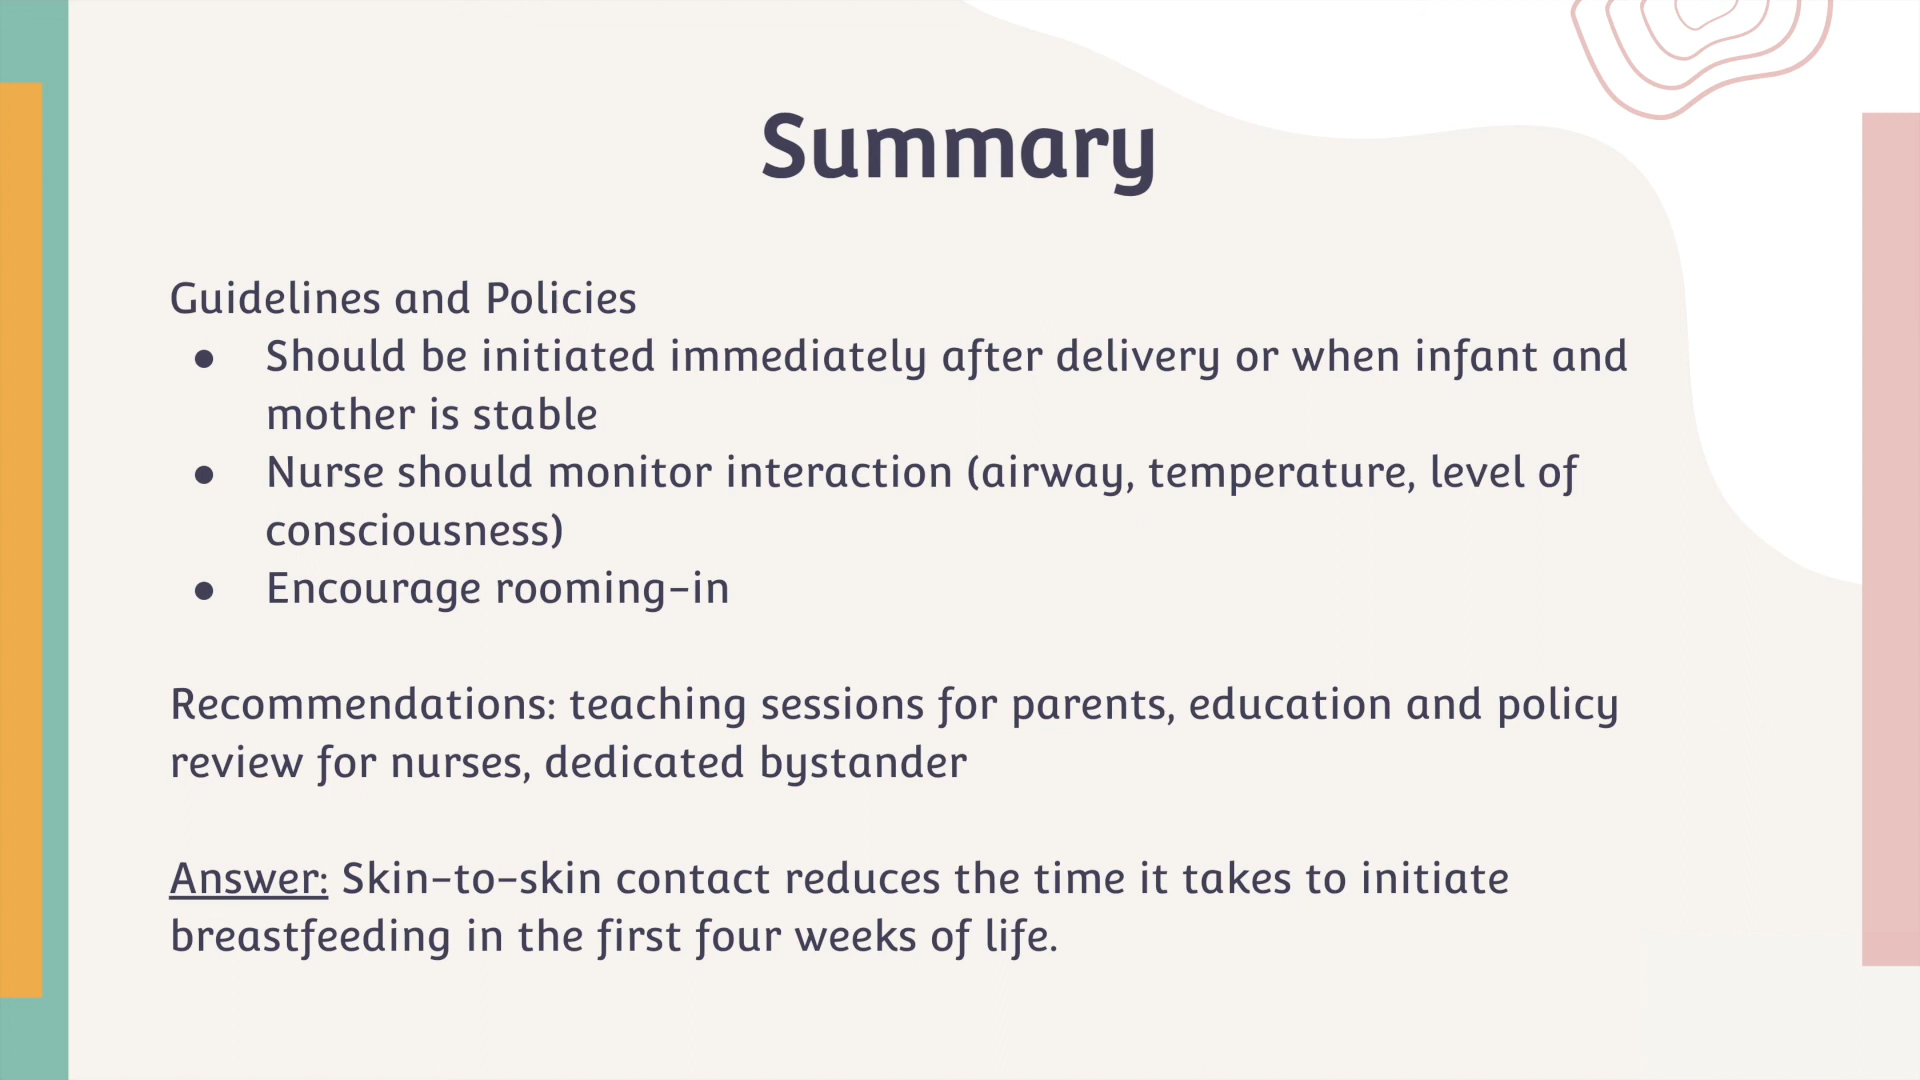 Summary
Guidelines and Policies
● Should be initiated immediately after delivery or when infant and
mother is stable
● Nurse should monitor interaction (airway, temperature, level of
consciousness)
● Encourage rooming-in
Recommendations: teaching sessions for parents, education and policy
review for nurses, dedicated bystander
Answer: Skin-to-skin contact reduces the time it takes to initiate
breastfeeding in the first four weeks of life.